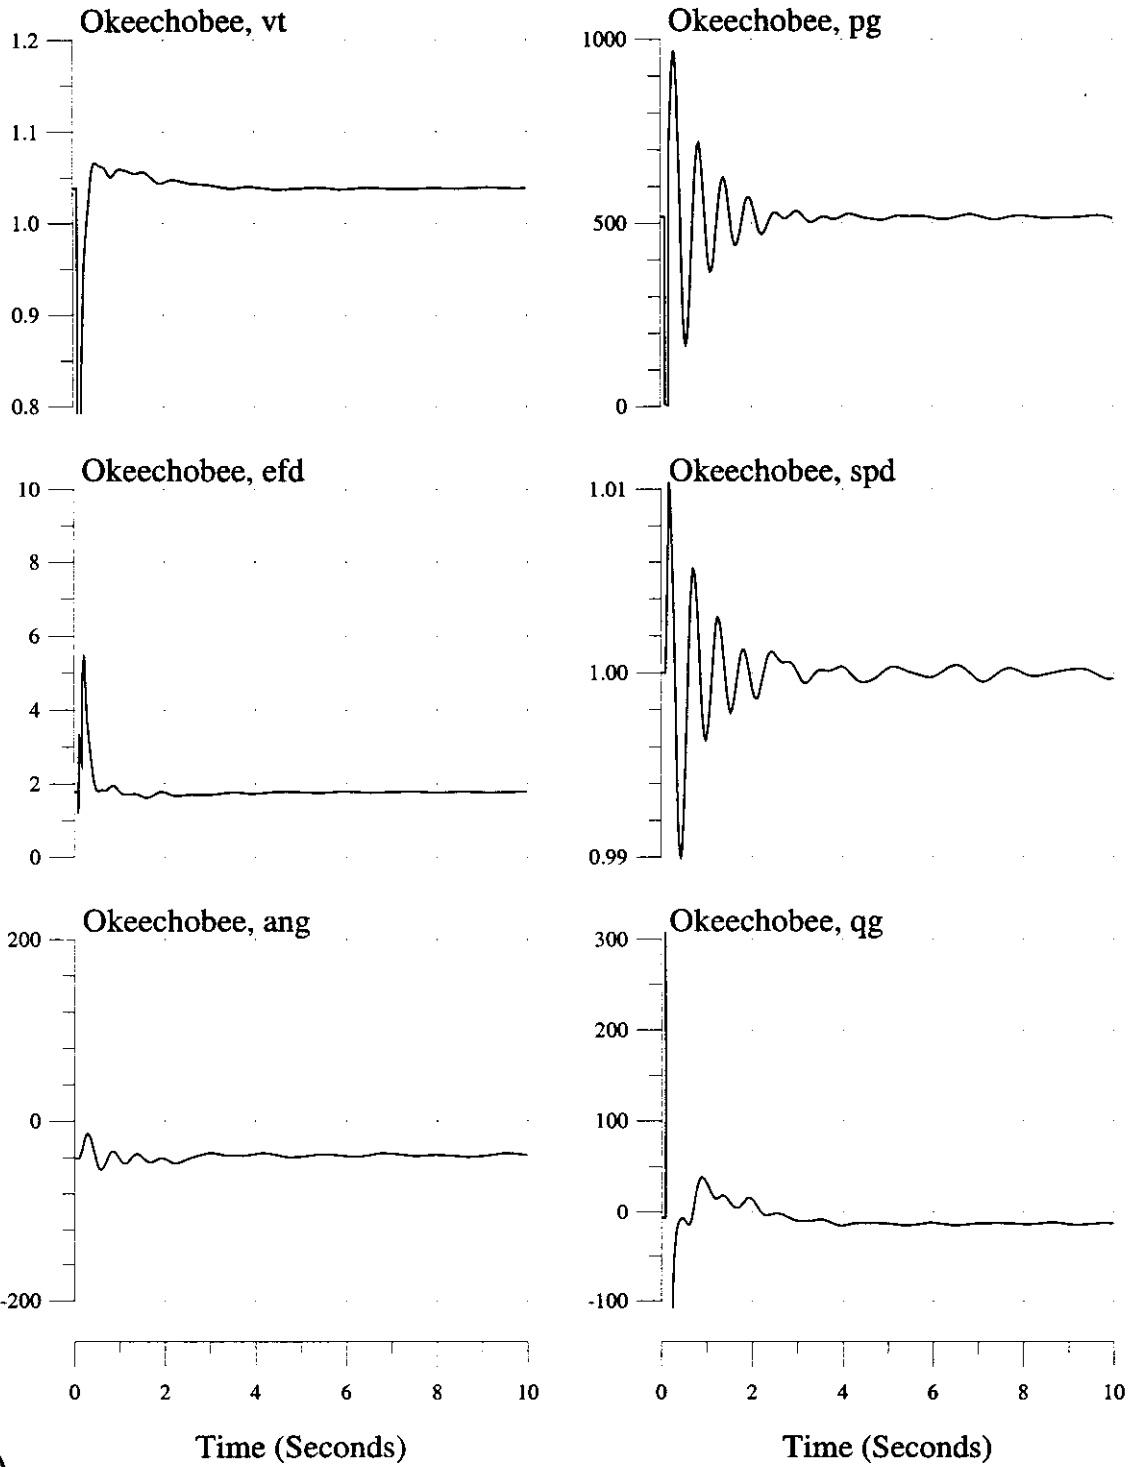 Okeechobee, vt
1.2
1.1
1.0
0.9
0.8
Okeechobee, pg
1000
500
0
Okeechobee, efd
10
8
6
4
2
0
Okeechobee, spd
1.01
1.00
0.99
Okeechobee, ang
200
0
-200
Okeechobee, qg
300
200
100
0
-100
0 2 4 6 8 10
Time (Seconds)
0 2 4 6 8 10
Time (Seconds)